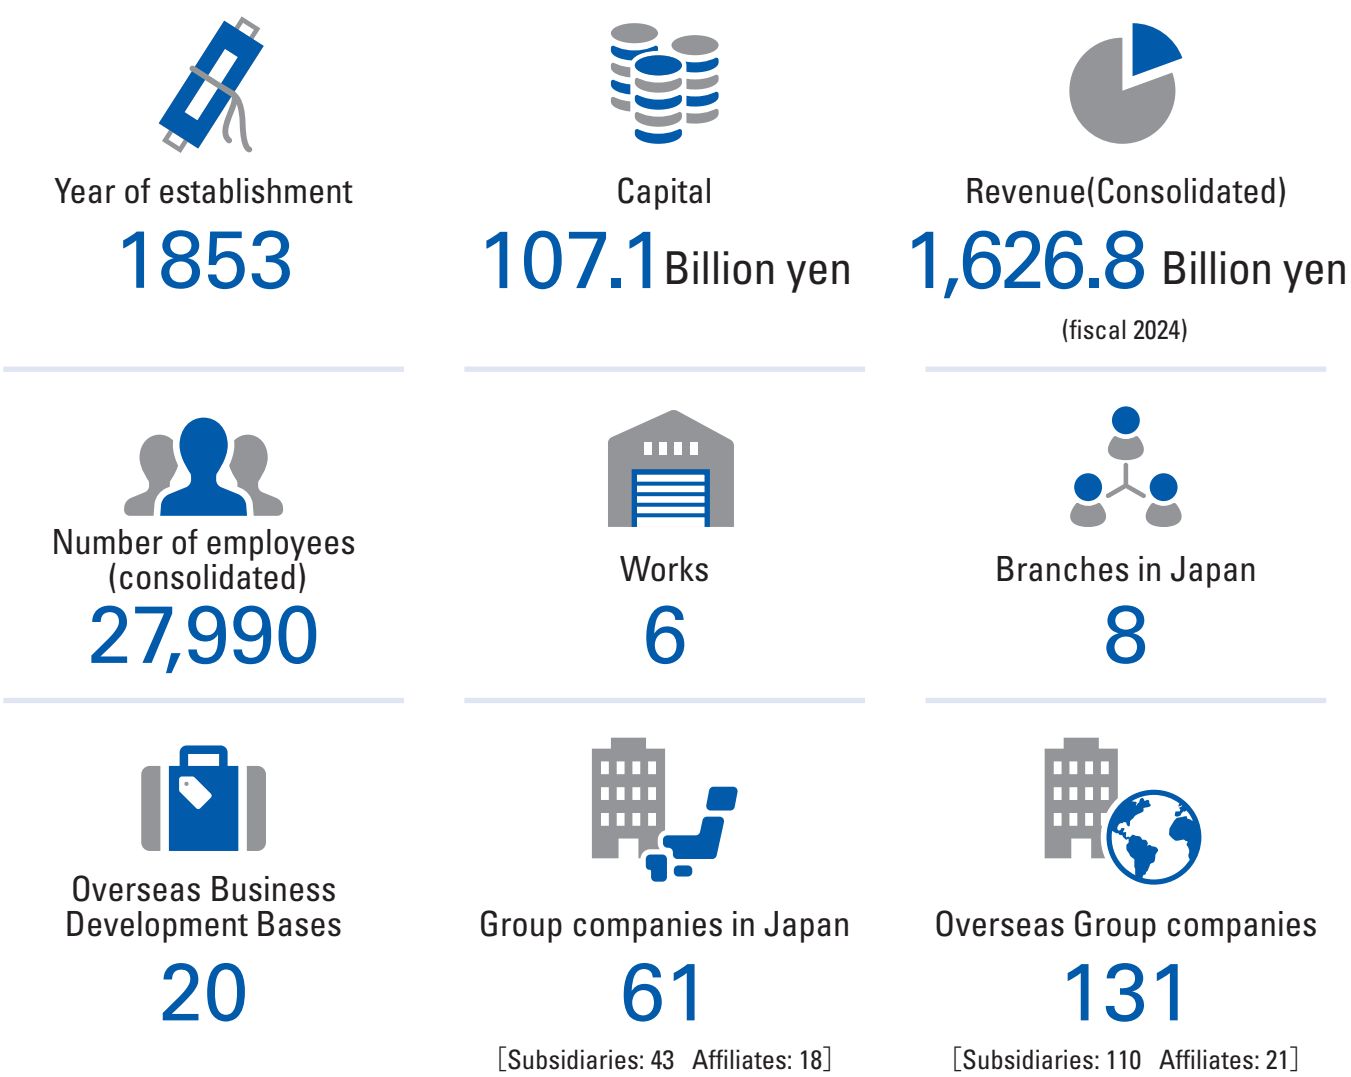 Year of establishment
1853
Capital
107.1 Billion yen
Revenue(Consolidated)
1,626.8 Billion yen
(fiscal 2024)
Number of employees
(consolidated)
27,990
Works
6
Branches in Japan
8
Overseas Business
Development Bases
20
Group companies in Japan
61
[Subsidiaries: 43 Affiliates: 18]
Overseas Group companies
131
[Subsidiaries: 110 Affiliates: 21]